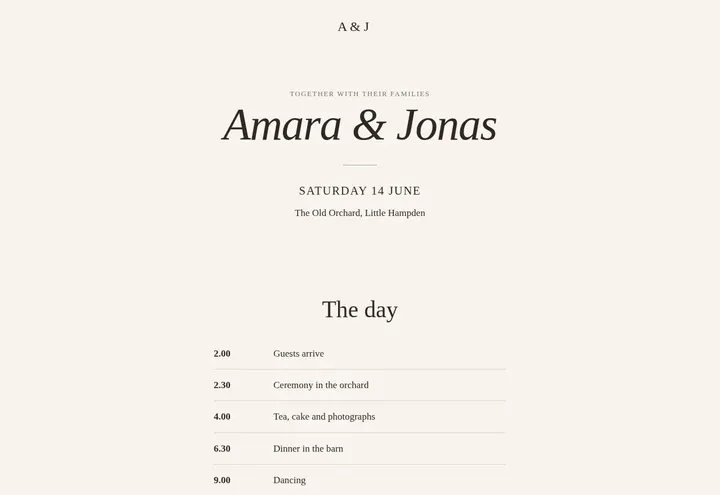 A & J
TOGETHER WITH THEIR FAMILIES
Amara & Jonas
SATURDAY 14 JUNE
The Old Orchard, Little Hampden
The day
2.00 Guests arrive
2.30 Ceremony in the orchard
4.00 Tea, cake and photographs
6.30 Dinner in the barn
9.00 Dancing